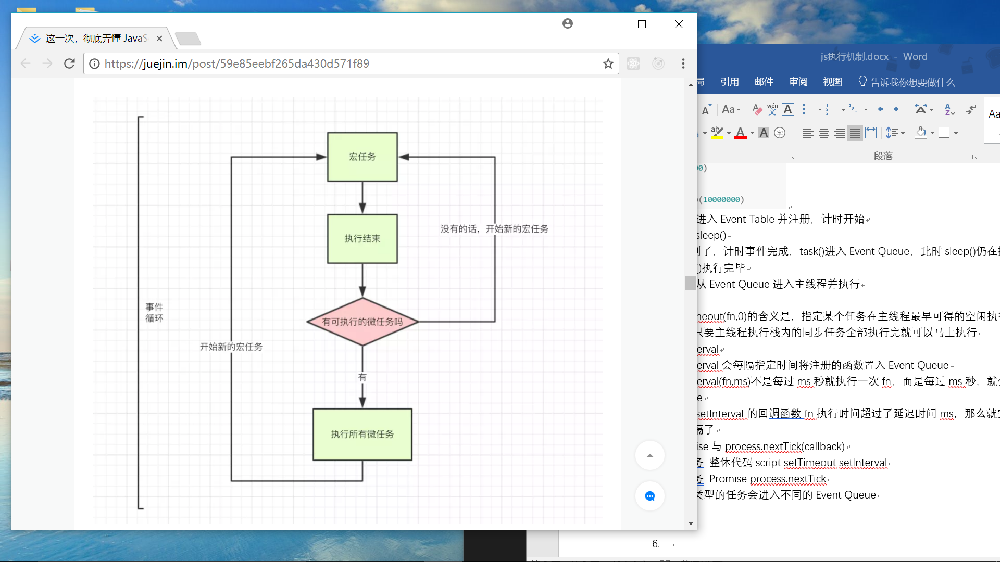 这一次，彻底弄懂 JavaS
https://juejin.im/post/59e85eebf265da430d571f89
宏任务
执行结束
没有的话，开始新的宏任务
事件
循环
有可执行的微任务吗
开始新的宏任务
有
执行所有微任务
js执行机制.docx - Word
引用 邮件 审阅 视图 告诉我你想要做什么
Aa wén 文 A
ab A A 字
段落
Aa
0)
(10000000)
进入 Event Table 并注册，计时开始
sleep()
了，计时事件完成，task()进入 Event Queue，此时 sleep()仍在
)执行完毕
从 Event Queue 进入主线程并执行
meout(fn,0)的含义是，指定某个任务在主线程最早可得的空闲执
只要主线程执行栈内的同步任务全部执行完就可以马上执行
erval
erval 会每隔指定时间将注册的函数置入 Event Queue
erval(fn,ms)不是每过 ms 秒就执行一次 fn，而是每过 ms 秒，就
e
setInterval 的回调函数 fn 执行时间超过了延迟时间 ms，那么就
隔了
ise 与 process.nextTick(callback)
务 整体代码 script setTimeout setInterval
务 Promise process.nextTick
类型的任务会进入不同的 Event Queue
6.